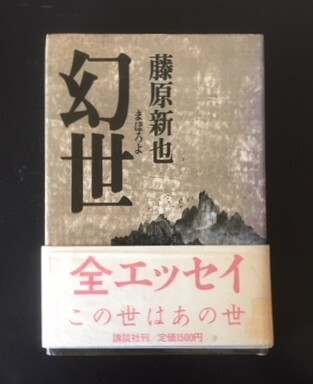 幻世
まぼろよ
藤原新也
全エッセイ
この世はあの世
講談社刊/定価1500円